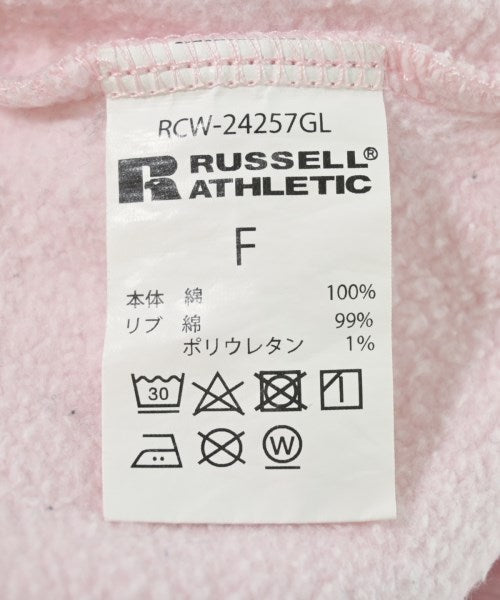 RCW-24257GL
R RUSSELL®
ATHLETIC
F
本体 綿 100%
リブ 綿 99%
ポリウレタン 1%
30
W